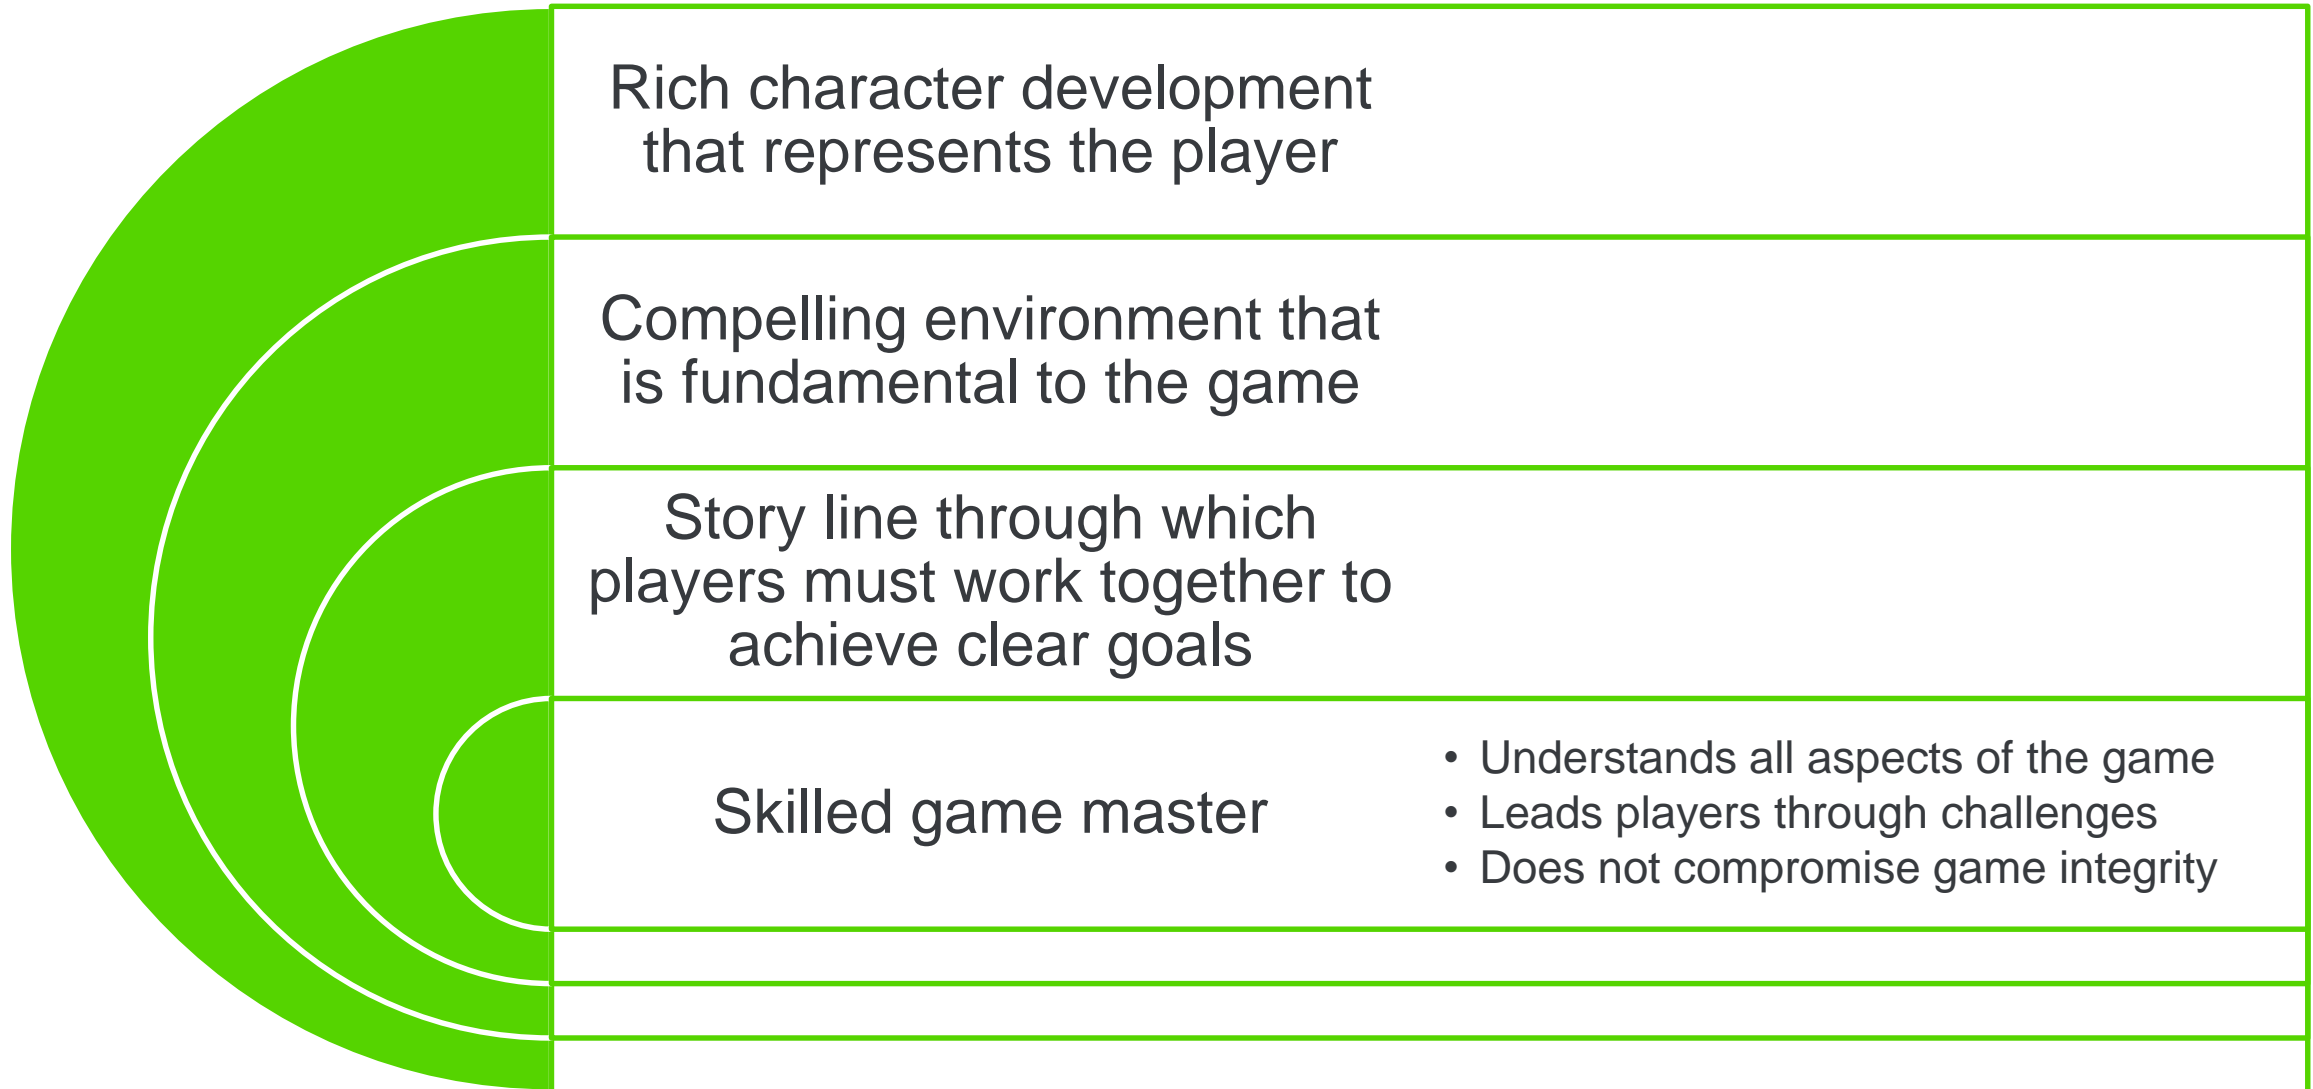 Rich character development
that represents the player
Compelling environment that
is fundamental to the game
Story line through which
players must work together to
achieve clear goals
Skilled game master
• Understands all aspects of the game
• Leads players through challenges
• Does not compromise game integrity